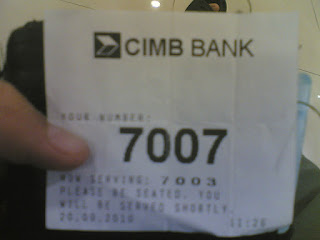 CIMB BANK
YOUR NUMBER:
7007
NOW SERVING: 7003
PLEASE BE SEATED. YOU
WILL BE SERVED SHORTLY.
20.09.2010 11:26